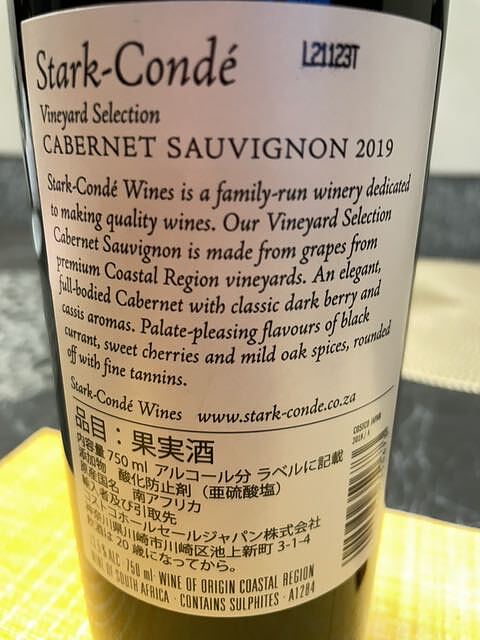 Stark-Condé
L21123T
Vineyard Selection
CABERNET SAUVIGNON 2019
Stark-Condé Wines is a family-run winery dedicated
to making quality wines. Our Vineyard Selection
Cabernet Sauvignon is made from grapes from
premium Coastal Region vineyards. An elegant,
full-bodied Cabernet with classic dark berry and
cassis aromas. Palate-pleasing flavours of black
currant, sweet cherries and mild oak spices, rounded
off with fine tannins.
Stark-Condé Wines www.stark-conde.co.za
品目：果実酒
内容量 750 ml アルコール分 ラベルに記載
添加物 酸化防止剤（亜硫酸塩）
原産国名 南アフリカ
輸入者及び引取先
コストコホールセールジャパン株式会社
神奈川県川崎市川崎区池上新町 3-1-4
お酒は20歳になってから。
COSTCO JAPAN
750 ml· WINE OF ORIGIN COASTAL REGION
OF SOUTH AFRICA · CONTAINS SULPHITES · A1284